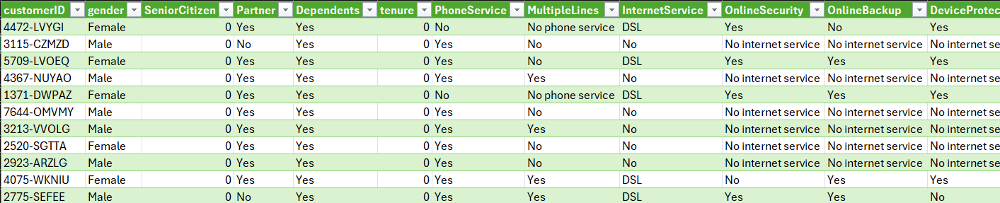 customerID gender SeniorCitizen Partner Dependents tenure PhoneService MultipleLines InternetService OnlineSecurity OnlineBackup DeviceProtec
4472-LVYGI Female 0 Yes Yes 0 No No phone service DSL Yes No Yes
3115-CZMZD Male 0 No Yes 0 Yes No No No internet service No internet service No internet se
5709-LVOEQ Female 0 Yes Yes 0 Yes No DSL Yes Yes Yes
4367-NUYAO Male 0 Yes Yes 0 Yes Yes No No internet service No internet service No internet se
1371-DWPAZ Female 0 Yes Yes 0 No No phone service DSL Yes Yes Yes
7644-OMVMY Male 0 Yes Yes 0 Yes No No No internet service No internet service No internet se
3213-VVOLG Male 0 Yes Yes 0 Yes Yes No No internet service No internet service No internet se
2520-SGTTA Female 0 Yes Yes 0 Yes No No No internet service No internet service No internet se
2923-ARZLG Male 0 Yes Yes 0 Yes No No No internet service No internet service No internet se
4075-WKNIU Female 0 Yes Yes 0 Yes Yes DSL No Yes Yes
2775-SEFEE Male 0 No Yes 0 Yes Yes DSL Yes Yes No